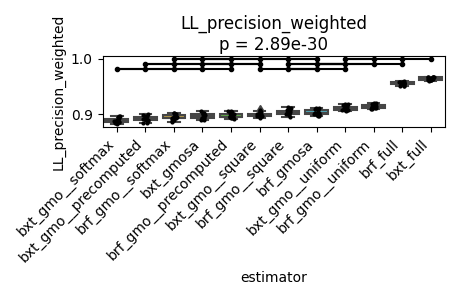 LL_precision_weighted
p = 2.89e-30
LL_precision_weighted
1.0
0.9
bxt_gmo__softmax
bxt_gmo__precomputed
brf_gmo__softmax
bxt_gmosa
brf_gmo__precomputed
bxt_gmo__square
brf_gmo__square
brf_gmosa
bxt_gmo__uniform
brf_gmo__uniform
brf_full
bxt_full
estimator